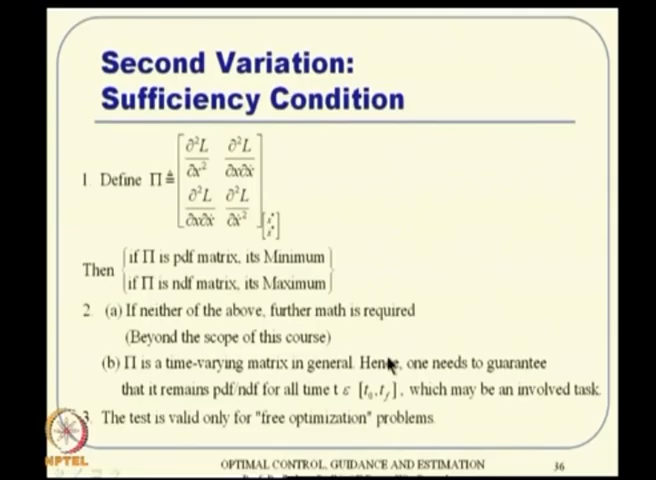 Second Variation:
Sufficiency Condition
1. Define Π ≜ [ ∂²L/∂x² ∂²L/∂x∂ẋ
∂²L/∂x∂ẋ ∂²L/∂ẋ² ]
Then { if Π is pdf matrix, its Minimum
if Π is ndf matrix, its Maximum }
2. (a) If neither of the above, further math is required
(Beyond the scope of this course)
(b) Π is a time-varying matrix in general. Hence, one needs to guarantee
that it remains pdf/ndf for all time t ε [t₀, t_f], which may be an involved task.
3. The test is valid only for "free optimization" problems.
NPTEL
OPTIMAL CONTROL, GUIDANCE AND ESTIMATION
36